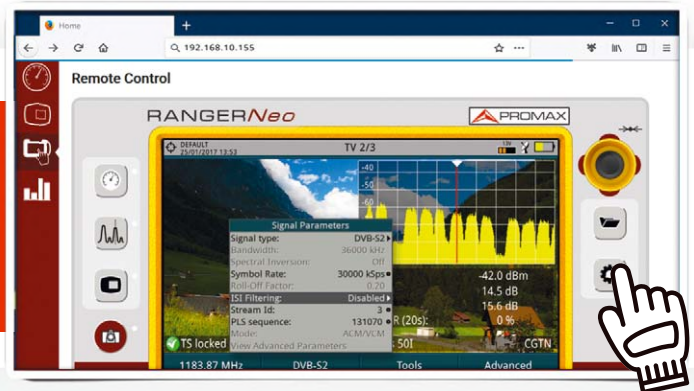 Home
192.168.10.155
Remote Control
RANGERNeo
PROMAX
DEFAULT
25/01/2017 13:53
TV 2/3
13V
-40
-50
-60
Signal Parameters
Signal type: DVB-S2
Bandwidth: 36000 kHz
Spectral Inversion: Off
Symbol Rate: 30000 kSps
Roll-Off Factor: 0.20
ISI Filtering: Disabled
Stream Id: 3
PLS sequence: 131070
Mode: ACM/VCM
View Advanced Parameters
-42.0 dBm
14.5 dB
15.6 dB
R (20s): 0 %
TS locked
50I
CGTN
1183.87 MHz DVB-S2 Tools Advanced